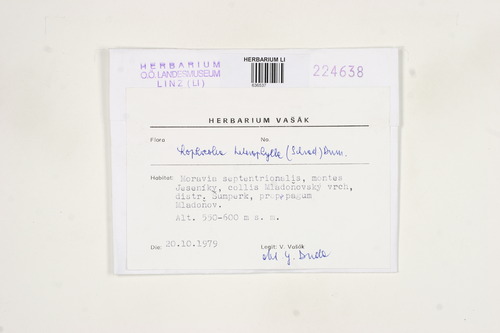 HERBARIUM
O.Ö. LANDESMUSEUM
LINZ (LI)
HERBARIUM LI
224638
HERBARIUM VAŠÁK
Flora
No.
Lophocolea heterophylla (Schrad.) Dum.
Habitat: Moravia septentrionalis, montes
Jeseníky, collis Mladoňovský vrch,
distr. Šumperk, prope pagum
Mladoňov.
Alt. 550-600 m s. m.
Die: 20.10.1979
Legit: V. Vašák
det J. Duda